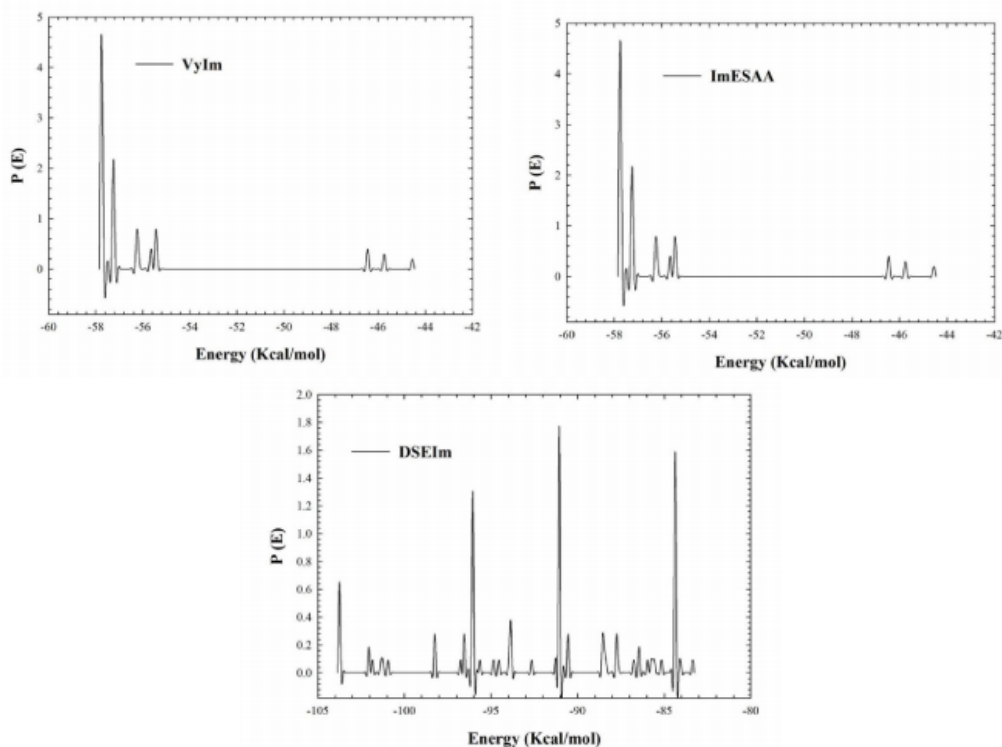 VyIm
P (E)
5
4
3
2
1
0
-60 -58 -56 -54 -52 -50 -48 -46 -44 -42
Energy (Kcal/mol)
ImESAA
P (E)
5
4
3
2
1
0
-60 -58 -56 -54 -52 -50 -48 -46 -44 -42
Energy (Kcal/mol)
DSEIm
P (E)
2.0
1.8
1.6
1.4
1.2
1.0
0.8
0.6
0.4
0.2
0.0
-105 -100 -95 -90 -85 -80
Energy (Kcal/mol)